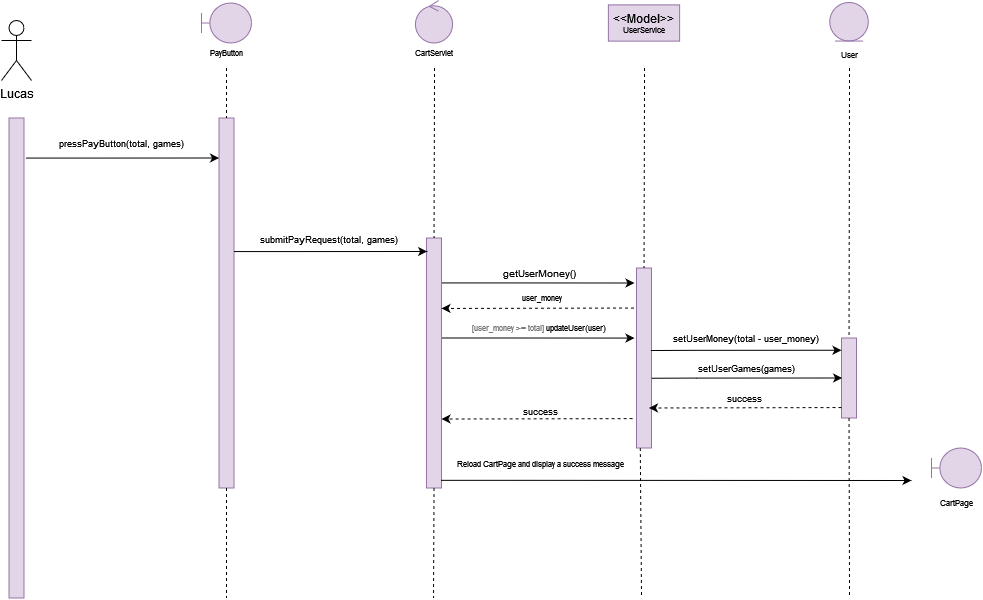 <<Model>>
UserService
PayButton
CartServlet
User
Lucas
pressPayButton(total, games)
submitPayRequest(total, games)
getUserMoney()
user_money
[user_money >= total] updateUser(user)
setUserMoney(total - user_money)
setUserGames(games)
success
success
Reload CartPage and display a success message
CartPage